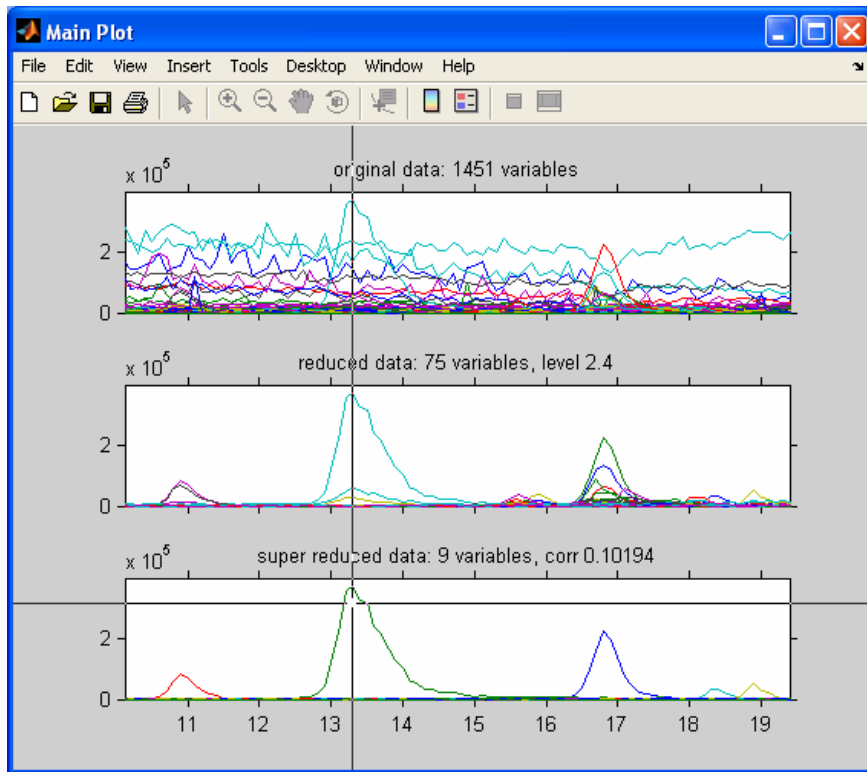 Main Plot
File Edit View Insert Tools Desktop Window Help
x 10^5
original data: 1451 variables
2
0
x 10^5
reduced data: 75 variables, level 2.4
2
0
x 10^5
super reduced data: 9 variables, corr 0.10194
2
0
11 12 13 14 15 16 17 18 19